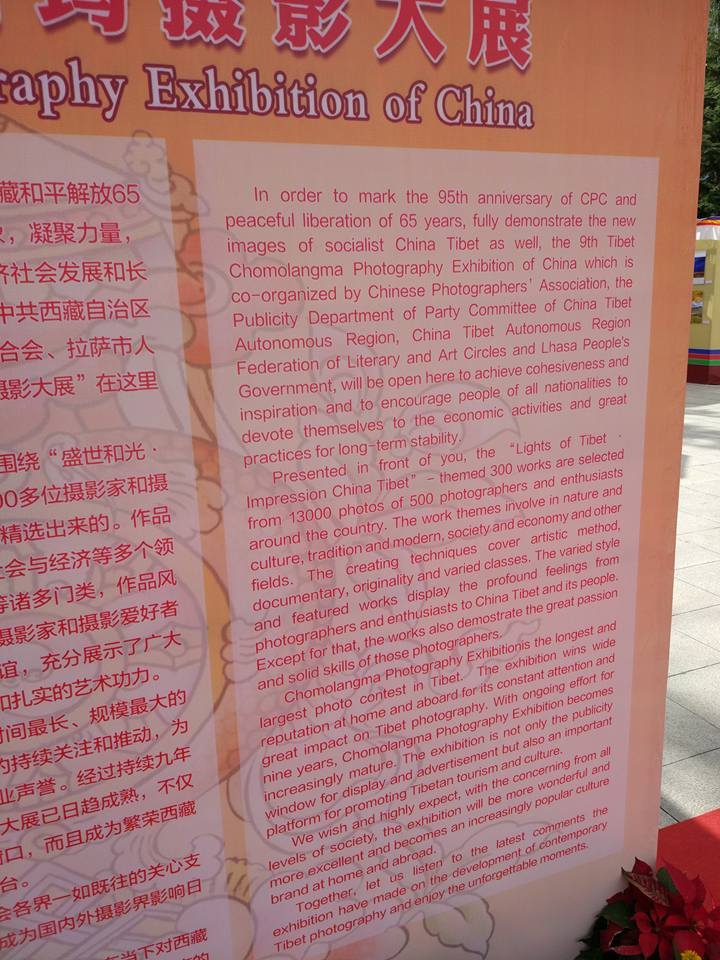 摄影大展
raphy Exhibition of China
藏和平解放65
凝聚力量，
济社会发展和长
中共西藏自治区
合会、拉萨市人
摄影大展”在这里
围绕“盛世和光·
00多位摄影家和摄
精选出来的。作品
社会与经济等多个领
等诸多门类，作品风
摄影家和摄影爱好者
谊，充分展示了广大
和扎实的艺术功力。
时间最长、规模最大的
的持续关注和推动，为
业声誉。经过持续九年
大展已日趋成熟，不仅
窗口，而且成为繁荣西藏
台。
会各界一如既往的关心支
成为国内外摄影界影响日
在当下对西藏
In order to mark the 95th anniversary of CPC and
peaceful liberation of 65 years, fully demonstrate the new
images of socialist China Tibet as well, the 9th Tibet
Chomolangma Photography Exhibition of China which is
co-organized by Chinese Photographers' Association, the
Publicity Department of Party Committee of China Tibet
Autonomous Region, China Tibet Autonomous Region
Federation of Literary and Art Circles and Lhasa People's
Government, will be open here to achieve cohesiveness and
inspiration and to encourage people of all nationalities to
devote themselves to the economic activities and great
practices for long-term stability.
Presented in front of you, the “Lights of Tibet ·
Impression China Tibet” -themed 300 works are selected
from 13000 photos of 500 photographers and enthusiasts
around the country. The work themes involve in nature and
culture, tradition and modern, society and economy and other
fields. The creating techniques cover artistic method,
documentary, originality and varied classes. The varied style
and featured works display the profound feelings from
photographers and enthusiasts to China Tibet and its people.
Except for that, the works also demostrate the great passion
and solid skills of those photographers.
Chomolangma Photography Exhibitionis the longest and
largest photo contest in Tibet. The exhibition wins wide
reputation at home and aboard for its constant attention and
great impact on Tibet photography. With ongoing effort for
nine years, Chomolangma Photography Exhibition becomes
increasingly mature. The exhibition is not only the publicity
window for display and advertisement but also an important
platform for promoting Tibetan tourism and culture.
We wish and highly expect, with the concerning from all
levels of society, the exhibition will be more wonderful and
more excellent and becomes an increasingly popular culture
brand at home and abroad.
Together, let us listen to the latest comments the
exhibition have made on the development of contemporary
Tibet photography and enjoy the unforgettable moments.